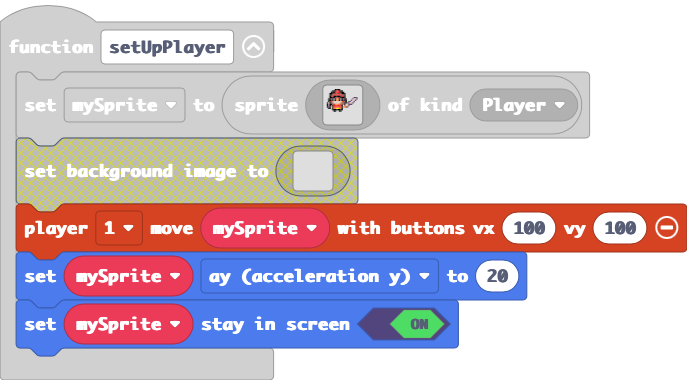 function setUpPlayer
set mySprite to sprite of kind Player
set background image to
player 1 move mySprite with buttons vx 100 vy 100
set mySprite ay (acceleration y) to 20
set mySprite stay in screen ON